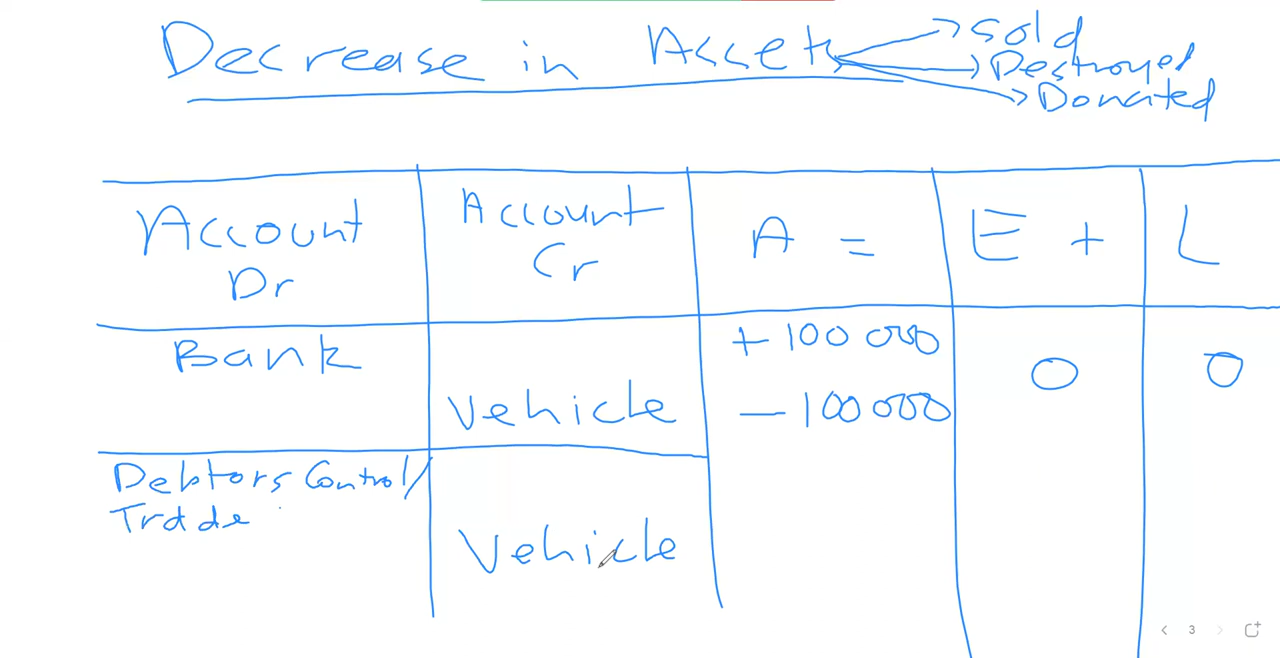 Decrease in Assets → Sold
→ Destroyed
→ Donated
Account Dr
Account Cr
A =
E +
L
Bank
+ 100 000
0
0
Vehicle
- 100 000
Debtors Control/
Trade
Vehicle
3